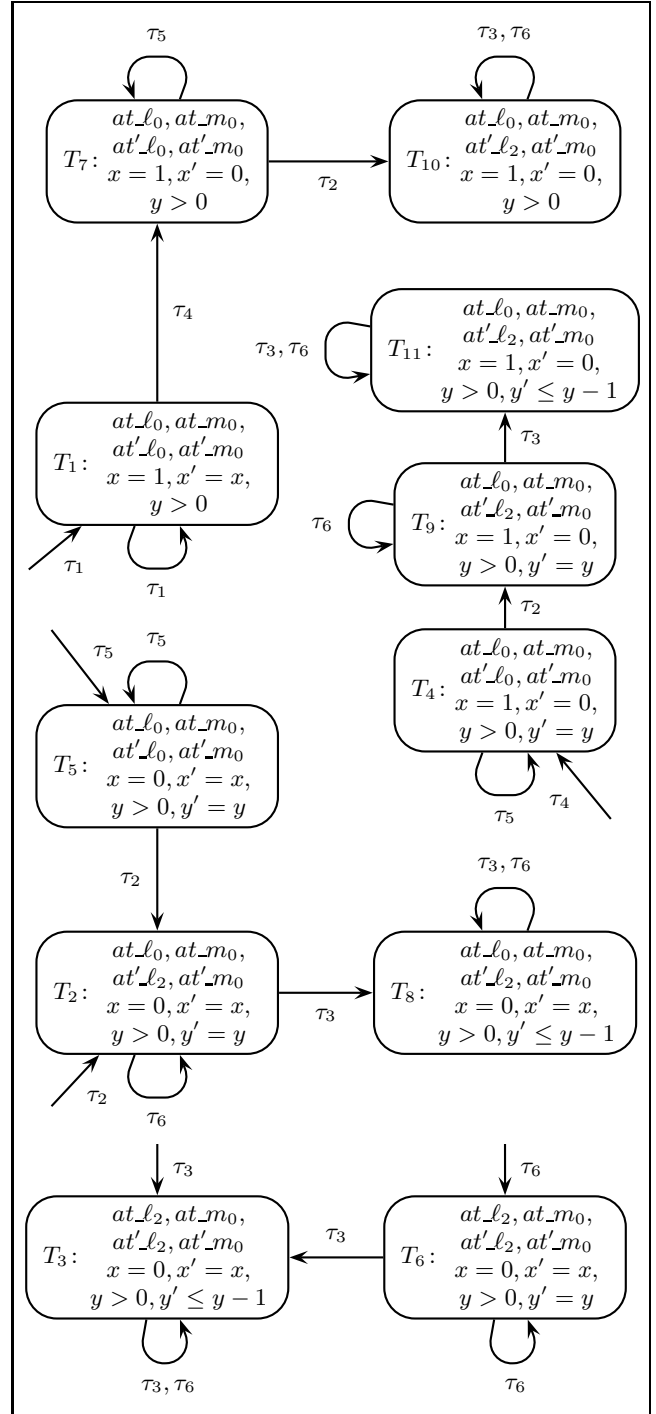 τ₅
τ₃, τ₆
T₇: at_ℓ₀, at_m₀,
at′_ℓ₀, at′_m₀
x = 1, x′ = 0,
y > 0
τ₂
T₁₀: at_ℓ₀, at_m₀,
at′_ℓ₂, at′_m₀
x = 1, x′ = 0,
y > 0
τ₄
τ₃, τ₆
T₁₁: at_ℓ₀, at_m₀,
at′_ℓ₂, at′_m₀
x = 1, x′ = 0,
y > 0, y′ ≤ y − 1
τ₃
T₁: at_ℓ₀, at_m₀,
at′_ℓ₀, at′_m₀
x = 1, x′ = x,
y > 0
τ₁
τ₁
τ₆
T₉: at_ℓ₀, at_m₀,
at′_ℓ₂, at′_m₀
x = 1, x′ = 0,
y > 0, y′ = y
τ₂
τ₅
τ₅
T₄: at_ℓ₀, at_m₀,
at′_ℓ₀, at′_m₀
x = 1, x′ = 0,
y > 0, y′ = y
τ₅
τ₄
T₅: at_ℓ₀, at_m₀,
at′_ℓ₀, at′_m₀
x = 0, x′ = x,
y > 0, y′ = y
τ₂
τ₃, τ₆
T₂: at_ℓ₀, at_m₀,
at′_ℓ₂, at′_m₀
x = 0, x′ = x,
y > 0, y′ = y
τ₃
T₈: at_ℓ₀, at_m₀,
at′_ℓ₂, at′_m₀
x = 0, x′ = x,
y > 0, y′ ≤ y − 1
τ₂
τ₆
τ₃
τ₆
T₃: at_ℓ₂, at_m₀,
at′_ℓ₂, at′_m₀
x = 0, x′ = x,
y > 0, y′ ≤ y − 1
τ₃
T₆: at_ℓ₂, at_m₀,
at′_ℓ₂, at′_m₀
x = 0, x′ = x,
y > 0, y′ = y
τ₃, τ₆
τ₆